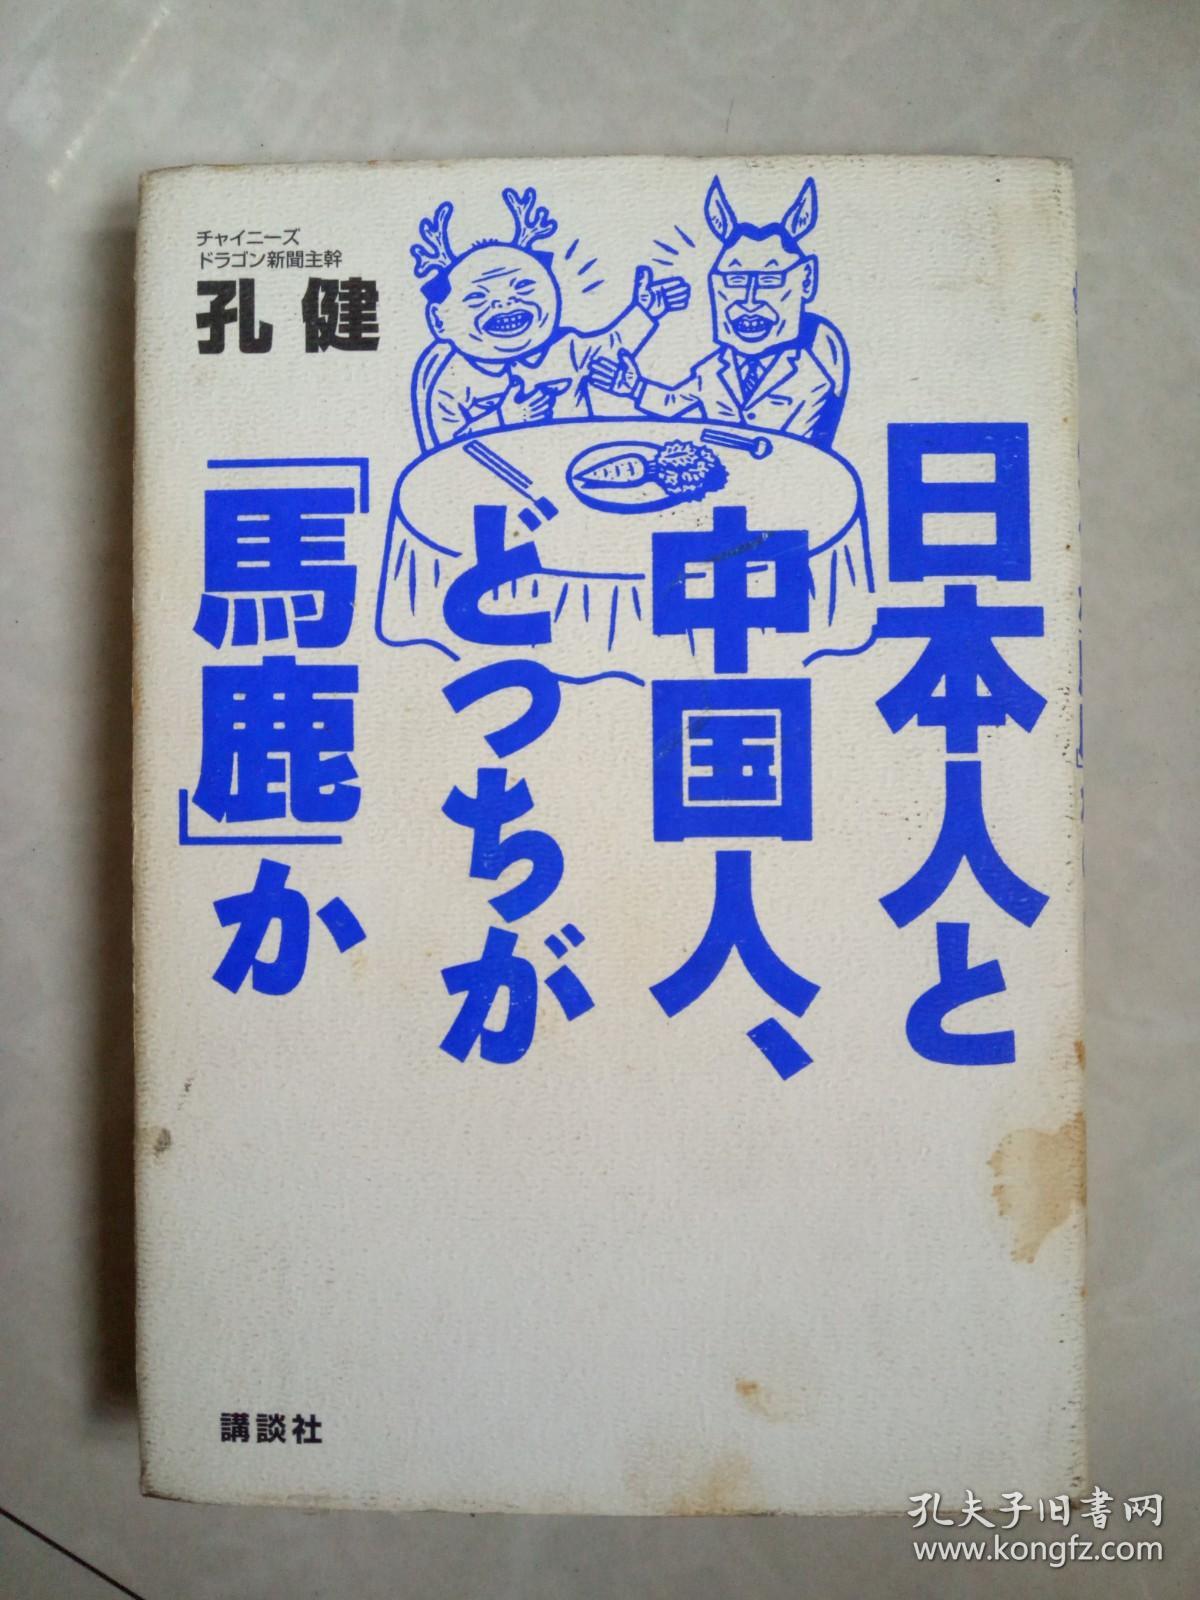 チャイニーズ
ドラゴン新聞主幹
孔健
日本人と
中国人、
どっちが
「馬鹿」か
講談社
孔夫子旧书网
www.kongfz.com